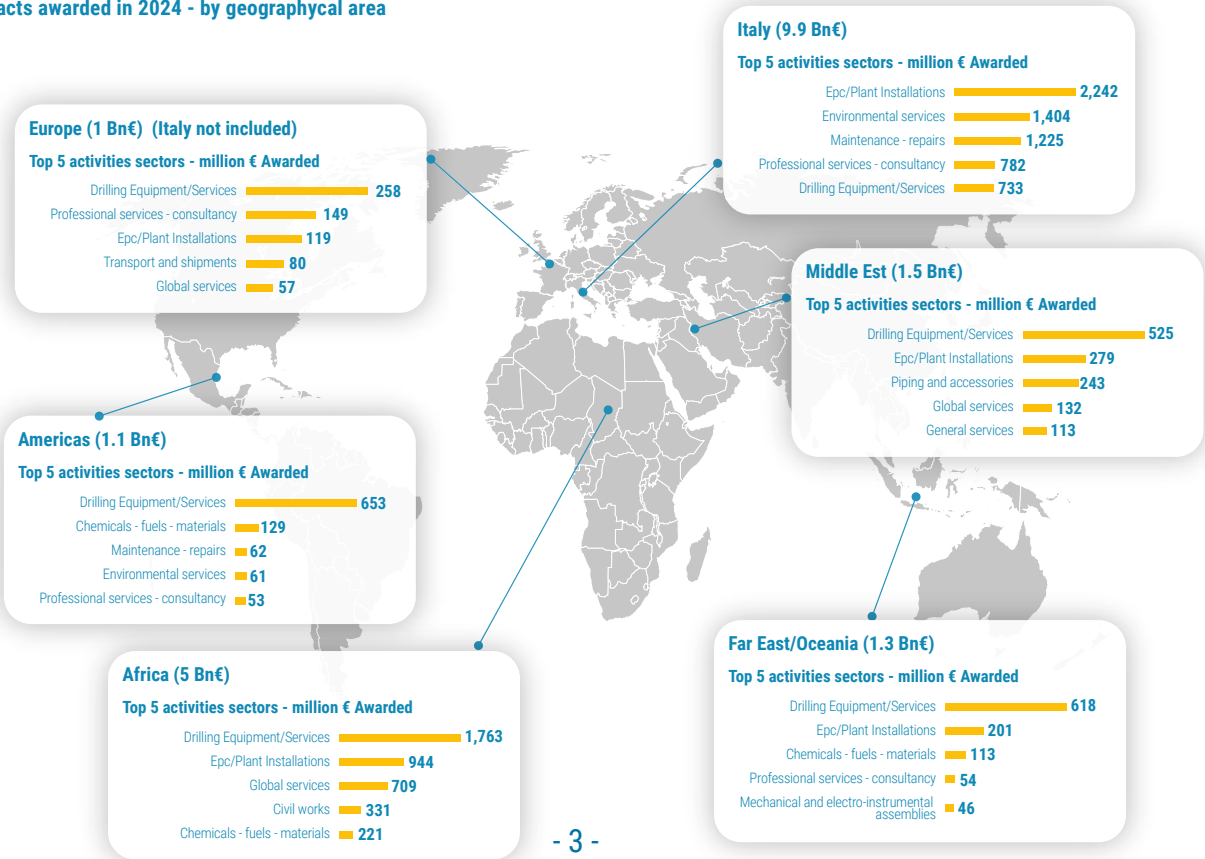 acts awarded in 2024 - by geographycal area
Italy (9.9 Bn€)
Top 5 activities sectors - million € Awarded
Epc/Plant Installations 2,242
Environmental services 1,404
Maintenance - repairs 1,225
Professional services - consultancy 782
Drilling Equipment/Services 733
Europe (1 Bn€) (Italy not included)
Top 5 activities sectors - million € Awarded
Drilling Equipment/Services 258
Professional services - consultancy 149
Epc/Plant Installations 119
Transport and shipments 80
Global services 57
Middle Est (1.5 Bn€)
Top 5 activities sectors - million € Awarded
Drilling Equipment/Services 525
Epc/Plant Installations 279
Piping and accessories 243
Global services 132
General services 113
Americas (1.1 Bn€)
Top 5 activities sectors - million € Awarded
Drilling Equipment/Services 653
Chemicals - fuels - materials 129
Maintenance - repairs 62
Environmental services 61
Professional services - consultancy 53
Africa (5 Bn€)
Top 5 activities sectors - million € Awarded
Drilling Equipment/Services 1,763
Epc/Plant Installations 944
Global services 709
Civil works 331
Chemicals - fuels - materials 221
Far East/Oceania (1.3 Bn€)
Top 5 activities sectors - million € Awarded
Drilling Equipment/Services 618
Epc/Plant Installations 201
Chemicals - fuels - materials 113
Professional services - consultancy 54
Mechanical and electro-instrumental
assemblies 46
- 3 -